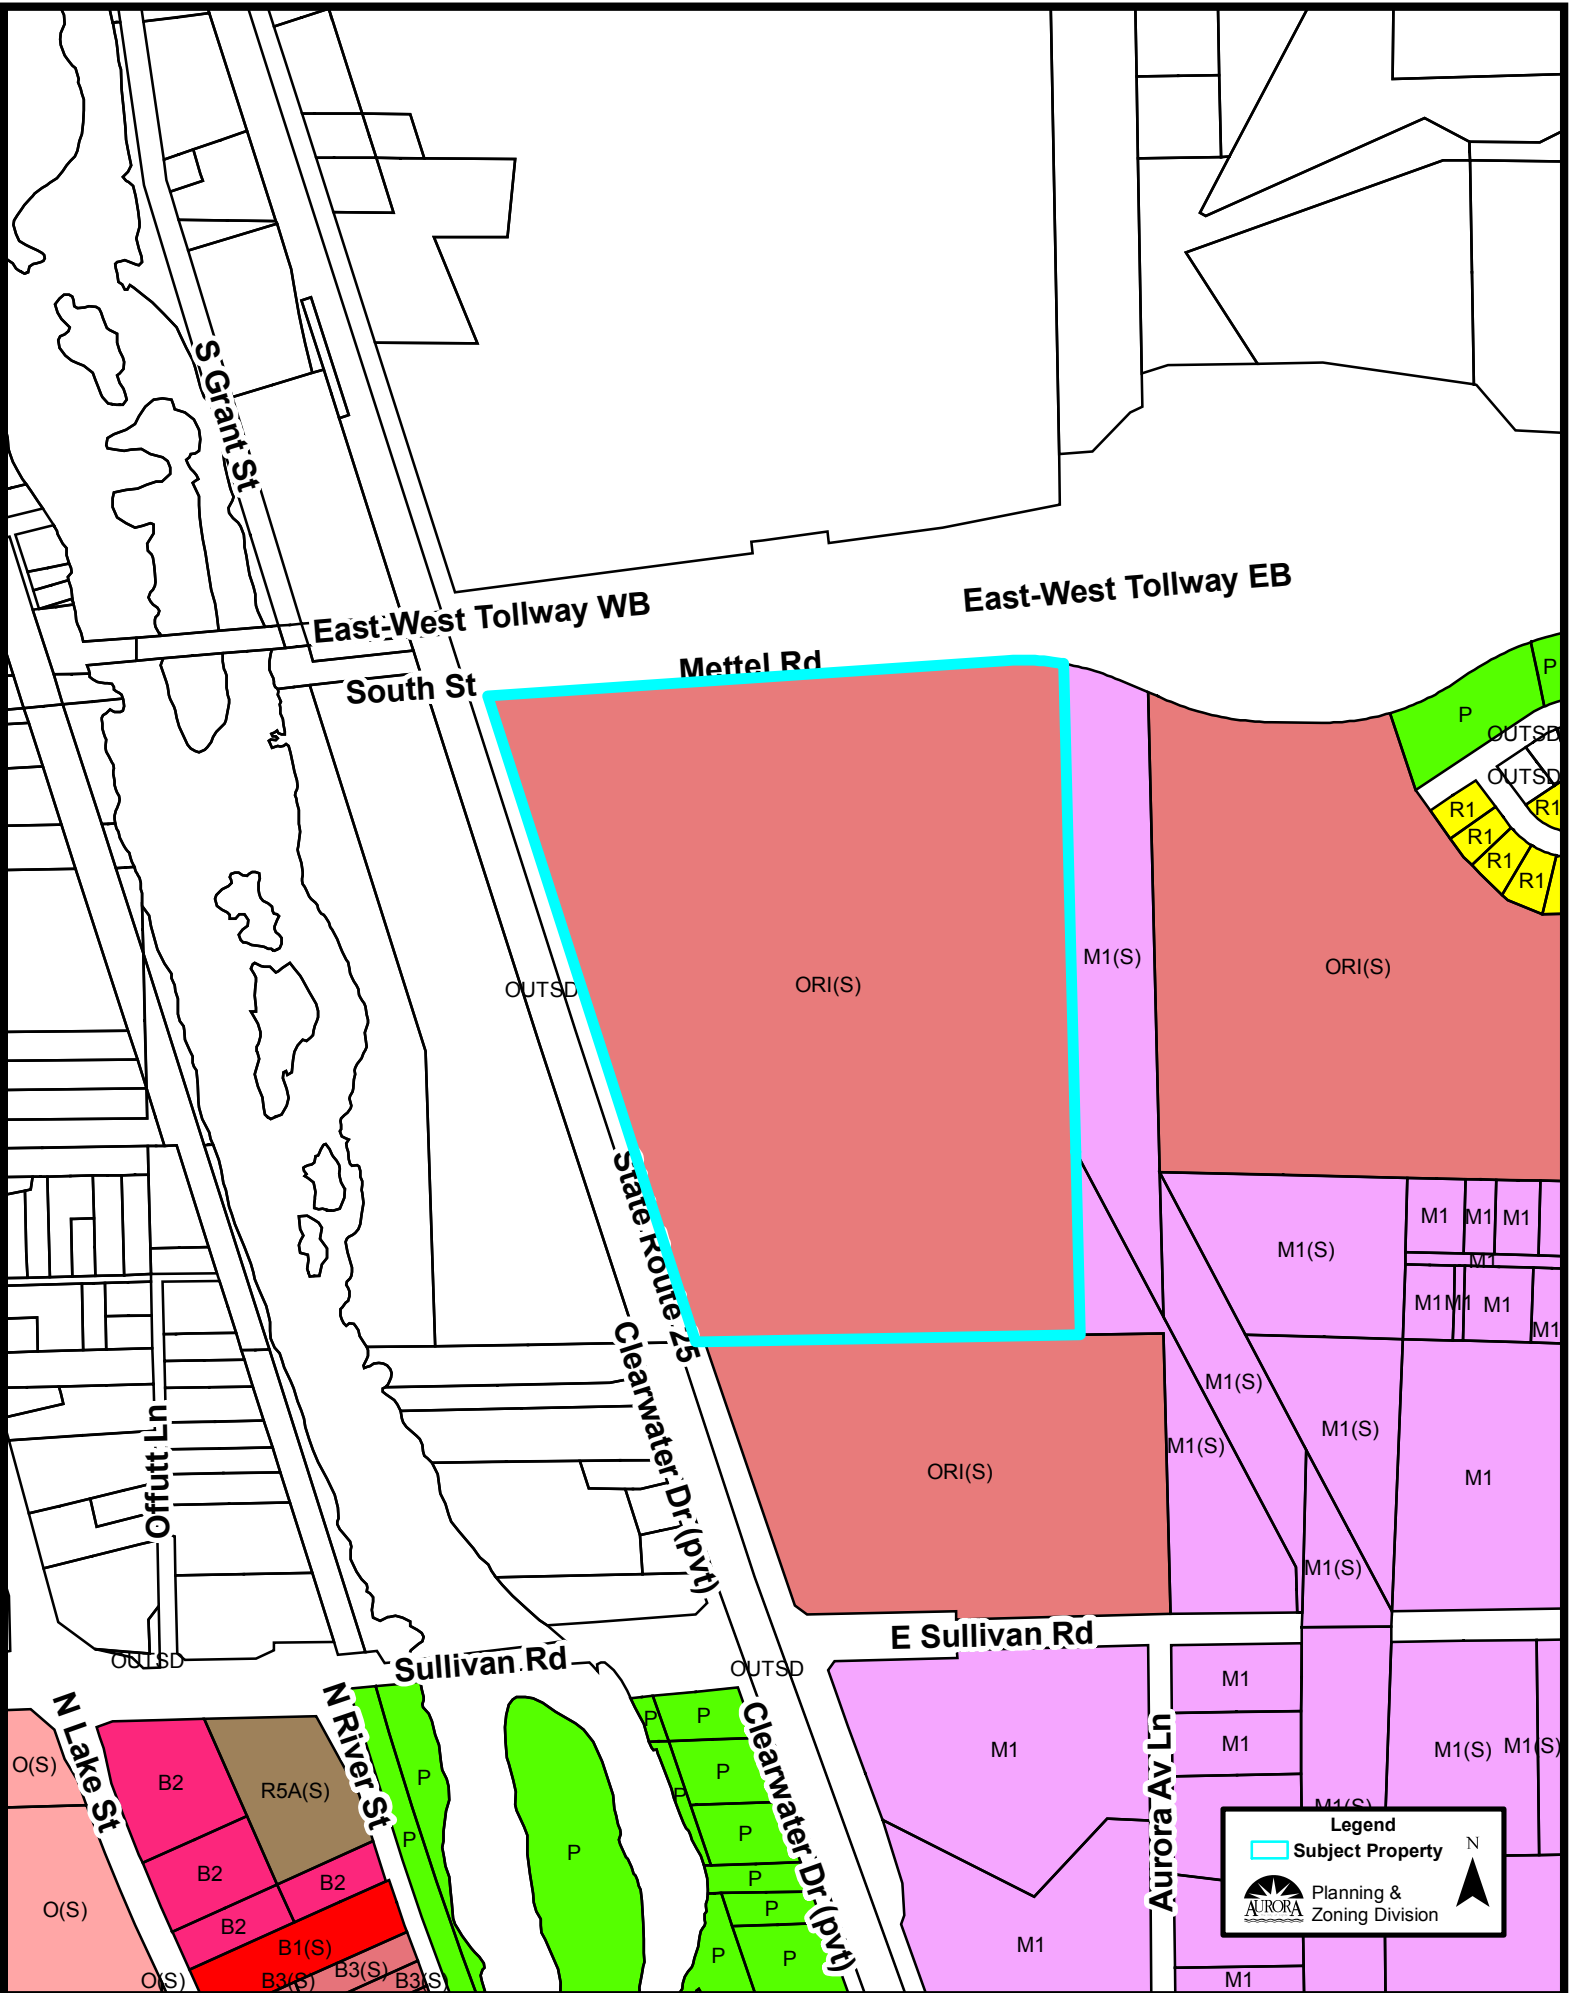 S Grant St
East-West Tollway WB
East-West Tollway EB
Mettel Rd
South St
P
P
OUTSD
OUTSD
R1
R1
R1
R1
R1
M1(S)
ORI(S)
ORI(S)
OUTSD
State Route 25
M1
M1
M1
M1(S)
M1
M1
M1
M1
M1
Clearwater Dr (pvt)
M1(S)
M1(S)
M1(S)
ORI(S)
M1
Offutt Ln
M1(S)
E Sullivan Rd
OUTSD
Sullivan Rd
OUTSD
M1
N Lake St
N River St
P
P
Clearwater Dr (pvt)
M1
M1
M1(S)
M1(S)
O(S)
B2
R5A(S)
P
P
P
Aurora Av Ln
M1(S)
P
P
P
B2
B2
P
O(S)
B2
P
B1(S)
P
P
M1
O(S)
B3(S)
B3(S)
B3(S)
M1
Legend
Subject Property
N
AURORA
Planning &
Zoning Division